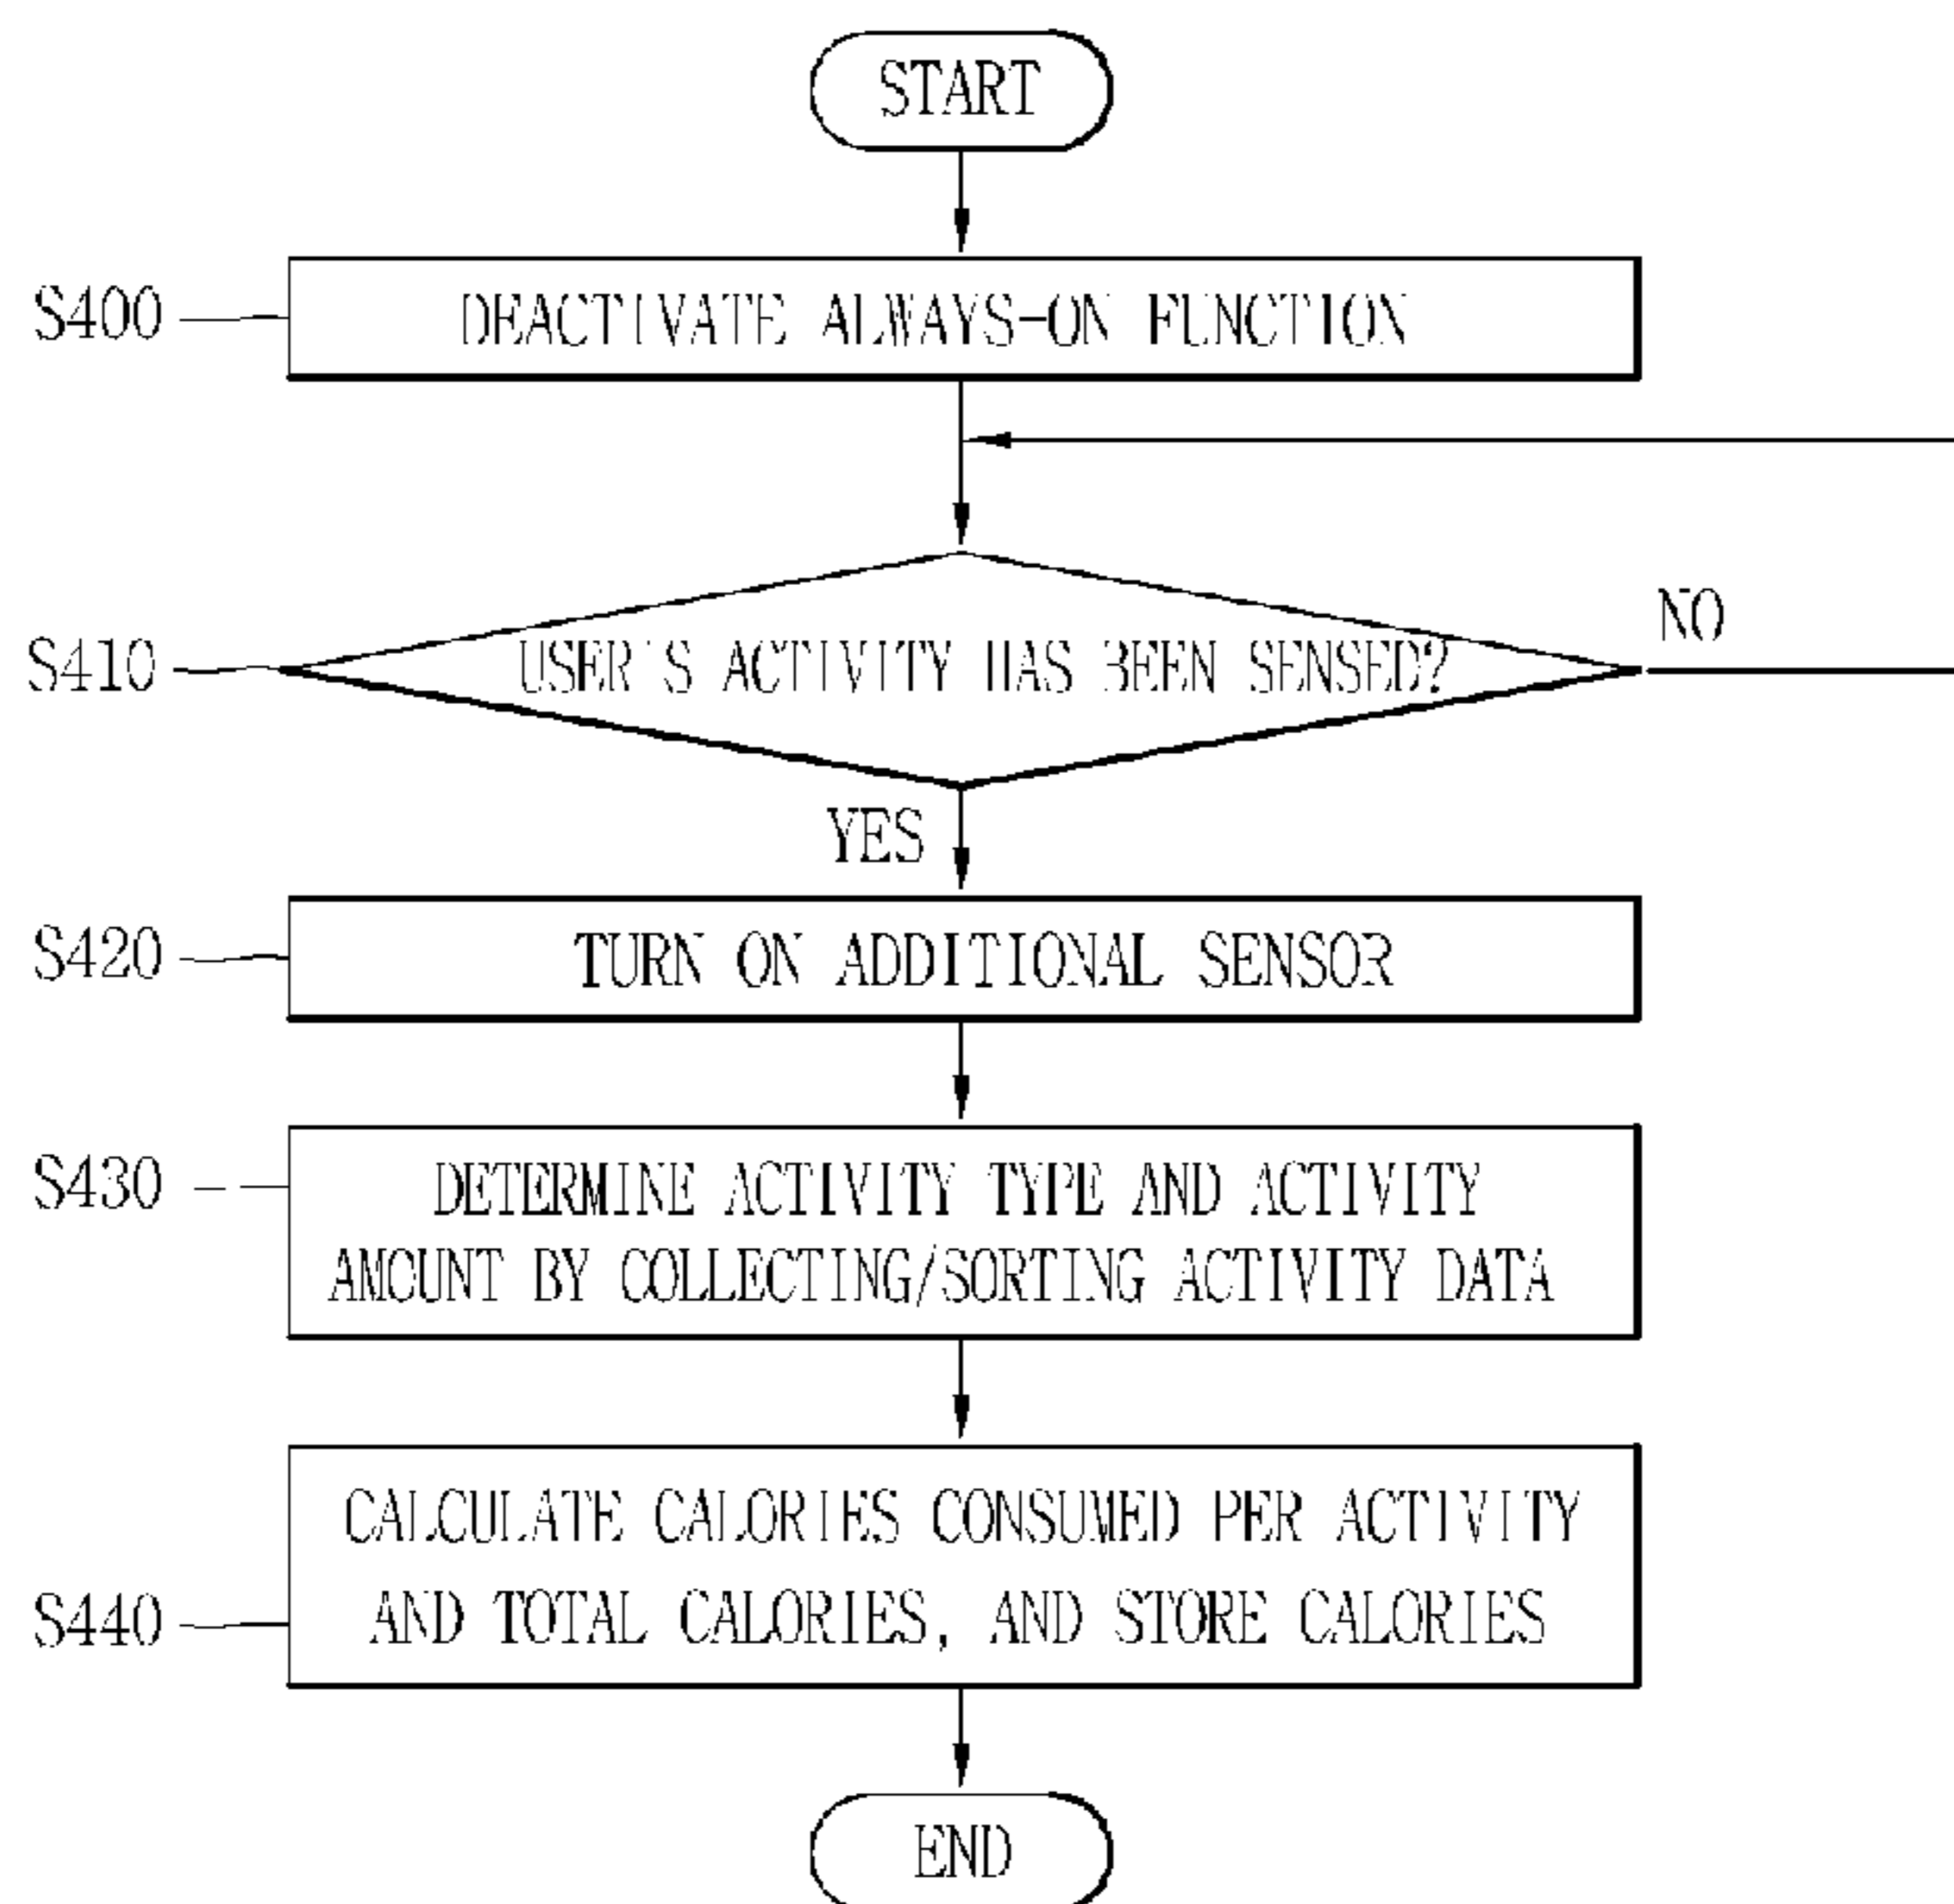 START
S400
DEACTIVATE ALWAYS-ON FUNCTION
S410
USER'S ACTIVITY HAS BEEN SENSED?
NO
YES
S420
TURN ON ADDITIONAL SENSOR
S430
DETERMINE ACTIVITY TYPE AND ACTIVITY
AMOUNT BY COLLECTING/SORTING ACTIVITY DATA
S440
CALCULATE CALORIES CONSUMED PER ACTIVITY
AND TOTAL CALORIES, AND STORE CALORIES
END